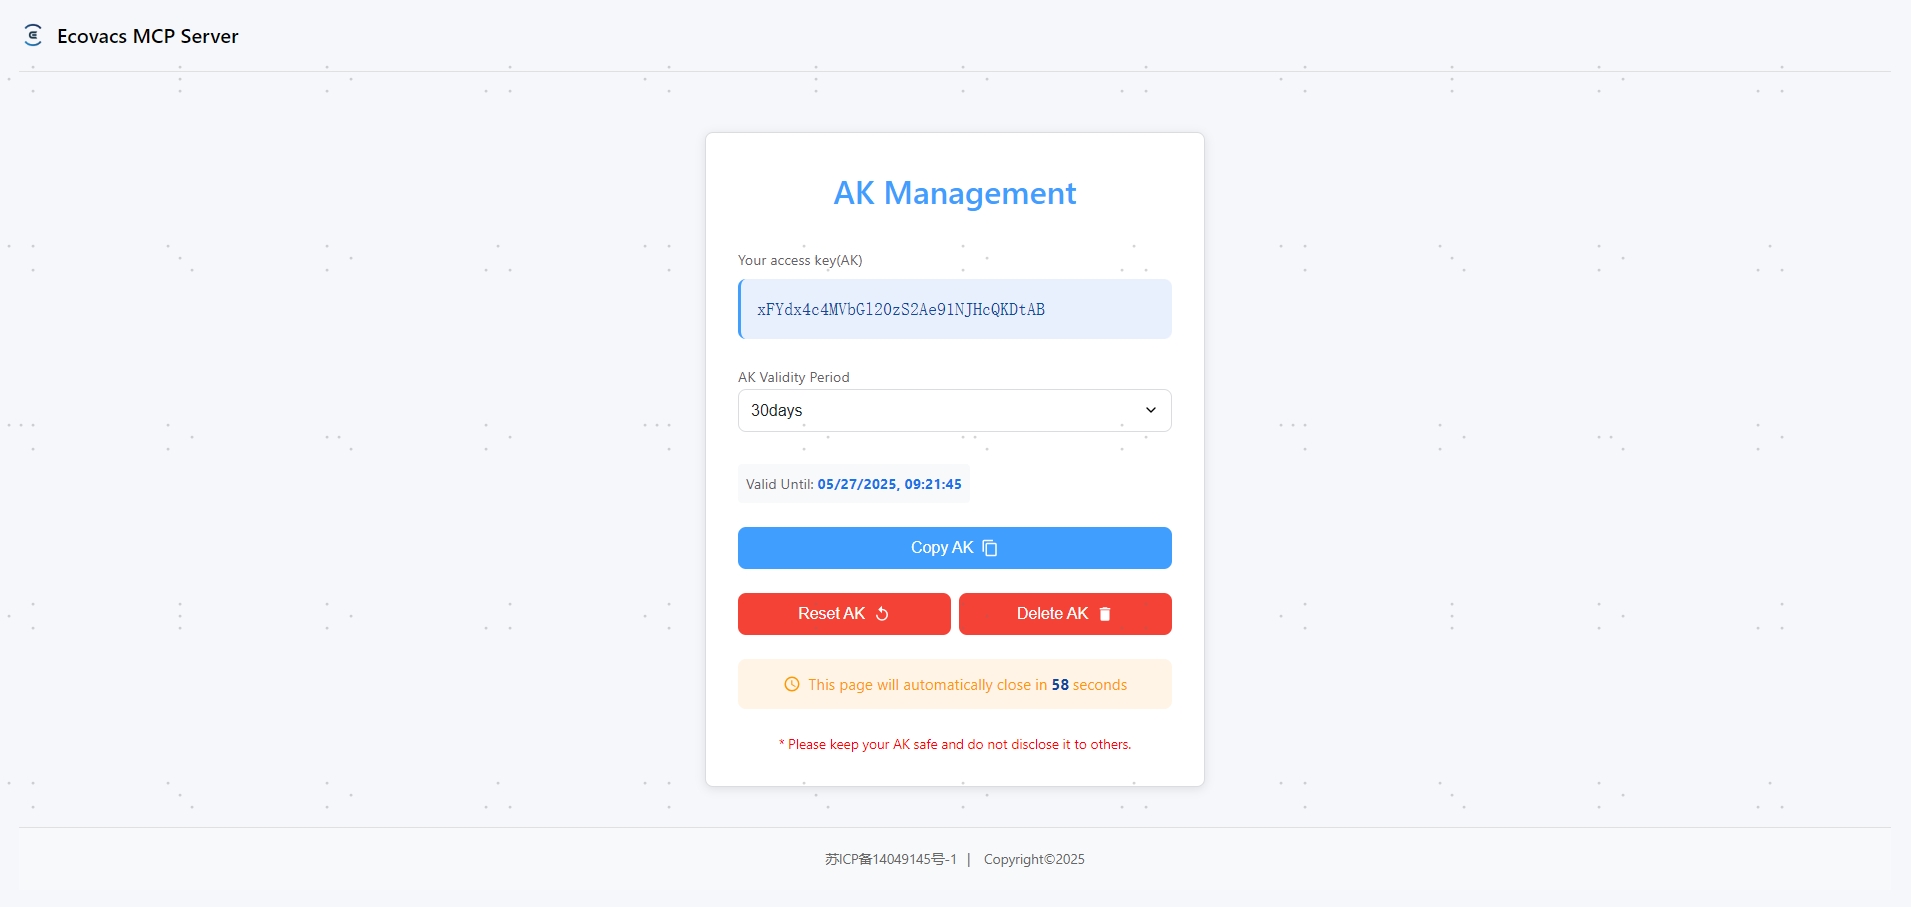 Ecovacs MCP Server
AK Management
Your access key(AK)
xFYdx4c4MVbGl20zS2Ae91NJHcQKDtAB
AK Validity Period
30days
Valid Until: 05/27/2025, 09:21:45
Copy AK
Reset AK
Delete AK
This page will automatically close in 58 seconds
* Please keep your AK safe and do not disclose it to others.
苏ICP备14049145号-1 | Copyright©2025